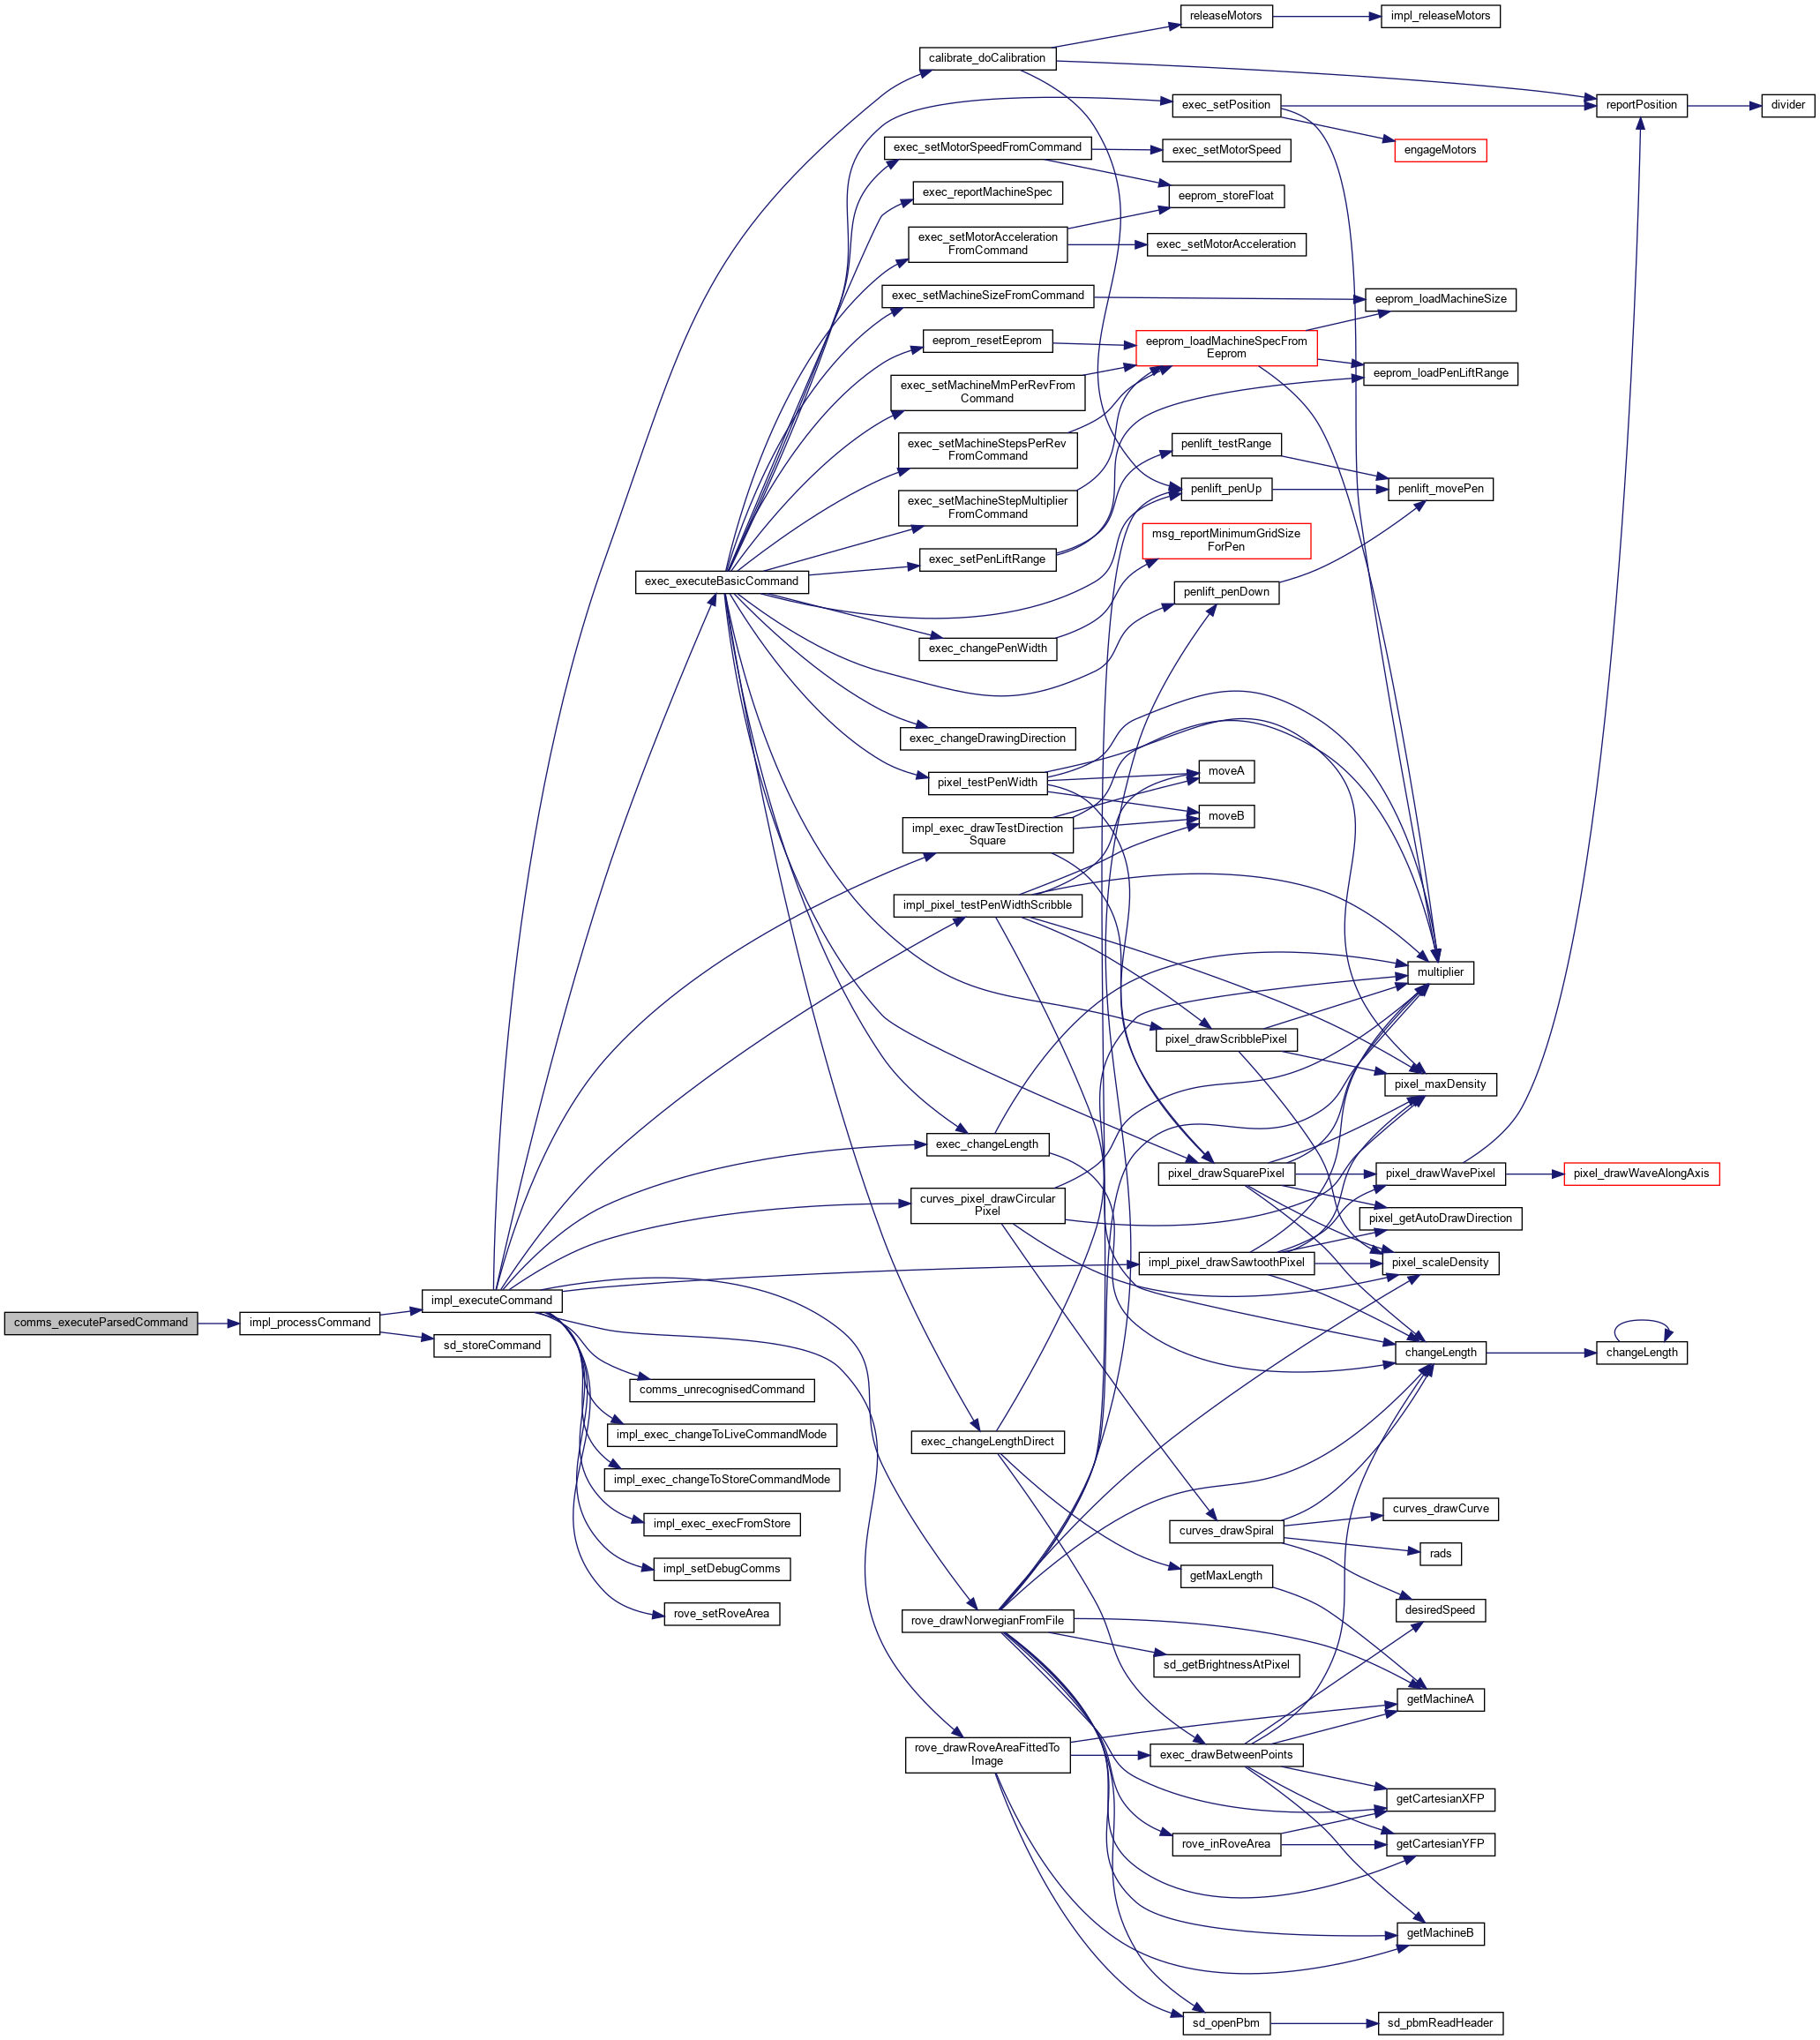 comms_executeParsedCommand
impl_processCommand
impl_executeCommand
sd_storeCommand
exec_executeBasicCommand
comms_unrecognisedCommand
impl_exec_changeToLiveCommandMode
impl_exec_changeToStoreCommandMode
impl_exec_execFromStore
impl_setDebugComms
rove_setRoveArea
calibrate_doCalibration
exec_setMotorSpeedFromCommand
exec_reportMachineSpec
exec_setMotorAcceleration
FromCommand
exec_setMachineSizeFromCommand
eeprom_resetEeprom
exec_setMachineMmPerRevFrom
Command
exec_setMachineStepsPerRev
FromCommand
exec_setMachineStepMultiplier
FromCommand
exec_setPenLiftRange
exec_changePenWidth
exec_changeDrawingDirection
pixel_testPenWidth
impl_exec_drawTestDirection
Square
impl_pixel_testPenWidthScribble
exec_changeLength
curves_pixel_drawCircular
Pixel
exec_changeLengthDirect
rove_drawNorwegianFromFile
rove_drawRoveAreaFittedTo
Image
releaseMotors
exec_setPosition
exec_setMotorSpeed
eeprom_storeFloat
exec_setMotorAcceleration
eeprom_loadMachineSpecFrom
Eeprom
penlift_testRange
penlift_penUp
msg_reportMinimumGridSize
ForPen
penlift_penDown
moveA
moveB
pixel_drawScribblePixel
pixel_drawSquarePixel
impl_pixel_drawSawtoothPixel
curves_drawSpiral
getMaxLength
sd_getBrightnessAtPixel
exec_drawBetweenPoints
rove_inRoveArea
sd_openPbm
impl_releaseMotors
engageMotors
eeprom_loadMachineSize
eeprom_loadPenLiftRange
penlift_movePen
multiplier
pixel_maxDensity
pixel_drawWavePixel
pixel_getAutoDrawDirection
pixel_scaleDensity
changeLength
curves_drawCurve
rads
desiredSpeed
getMachineA
getCartesianXFP
getCartesianYFP
getMachineB
sd_pbmReadHeader
reportPosition
pixel_drawWaveAlongAxis
changeLength
divider